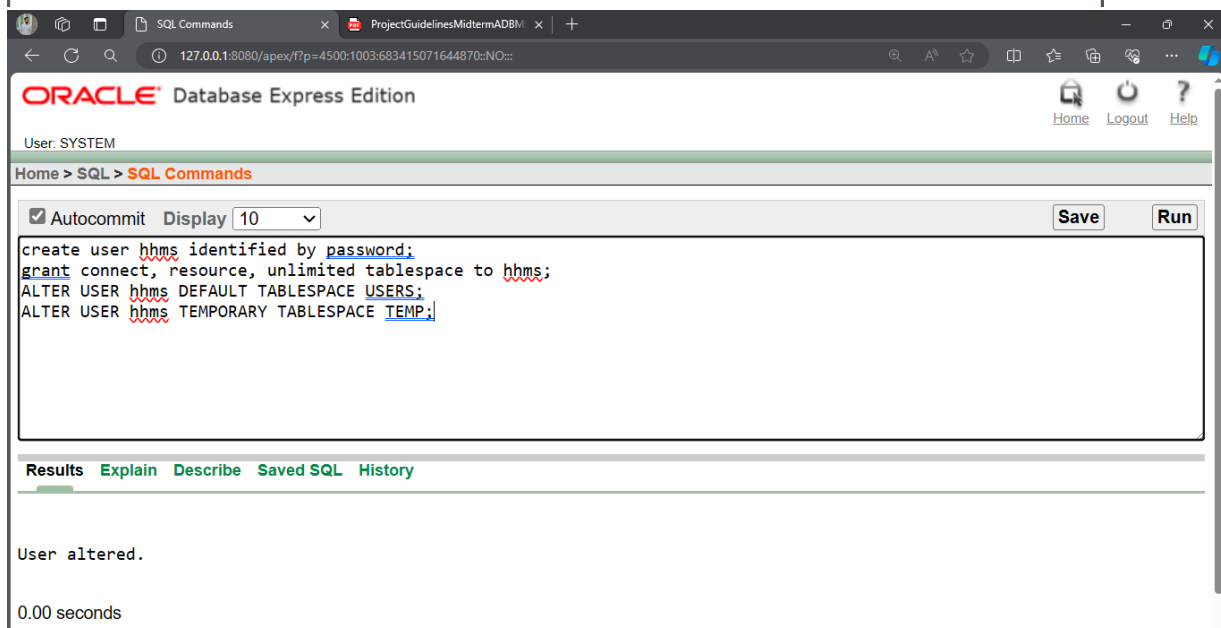 SQL Commands
ProjectGuidelinesMidtermADBM
127.0.0.1:8080/apex/f?p=4500:1003:683415071644870::NO:::
ORACLE Database Express Edition
Home Logout Help
User: SYSTEM
Home > SQL > SQL Commands
Autocommit Display 10 Save Run
create user hhms identified by password;
grant connect, resource, unlimited tablespace to hhms;
ALTER USER hhms DEFAULT TABLESPACE USERS;
ALTER USER hhms TEMPORARY TABLESPACE TEMP;
Results Explain Describe Saved SQL History
User altered.
0.00 seconds